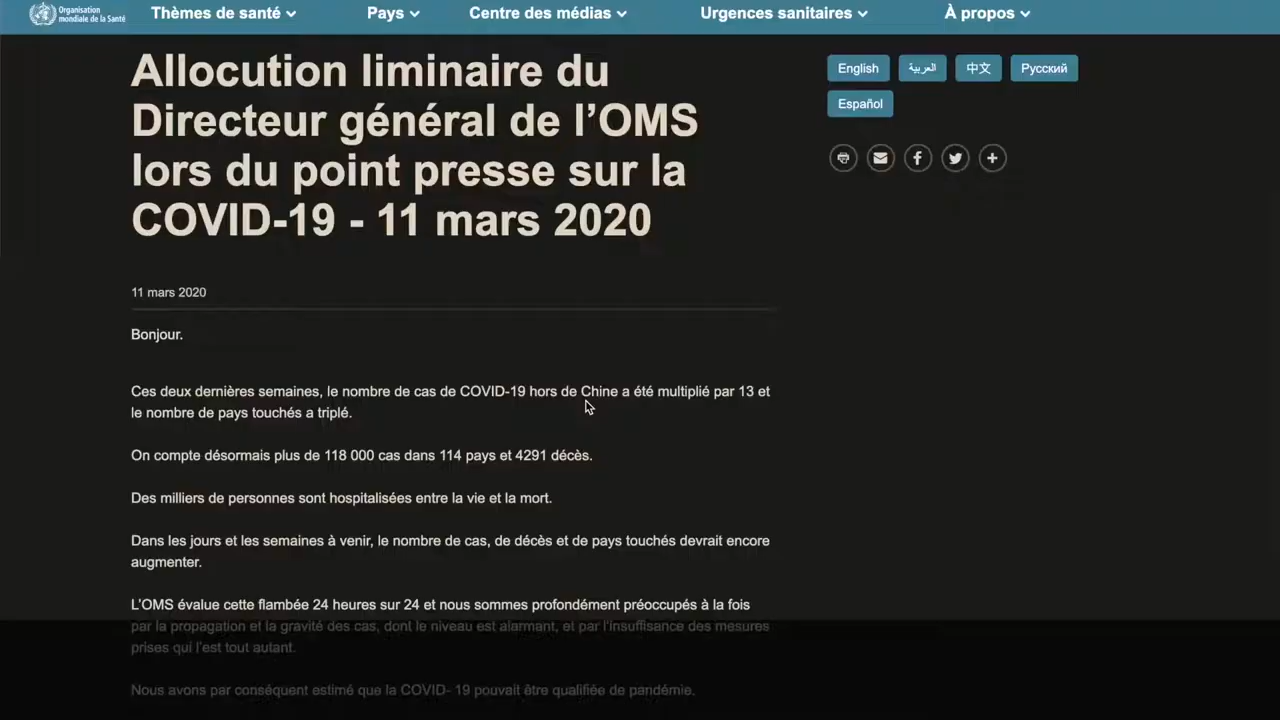 Organisation
mondiale de la Santé
Thèmes de santé
Pays
Centre des médias
Urgences sanitaires
À propos
Allocution liminaire du
Directeur général de l’OMS
lors du point presse sur la
COVID-19 - 11 mars 2020
English
العربية
中文
Русский
Español
11 mars 2020
Bonjour.
Ces deux dernières semaines, le nombre de cas de COVID-19 hors de Chine a été multiplié par 13 et
le nombre de pays touchés a triplé.
On compte désormais plus de 118 000 cas dans 114 pays et 4291 décès.
Des milliers de personnes sont hospitalisées entre la vie et la mort.
Dans les jours et les semaines à venir, le nombre de cas, de décès et de pays touchés devrait encore
augmenter.
L’OMS évalue cette flambée 24 heures sur 24 et nous sommes profondément préoccupés à la fois
par la propagation et la gravité des cas, dont le niveau est alarmant, et par l’insuffisance des mesures
prises qui l’est tout autant.
Nous avons par conséquent estimé que la COVID- 19 pouvait être qualifiée de pandémie.